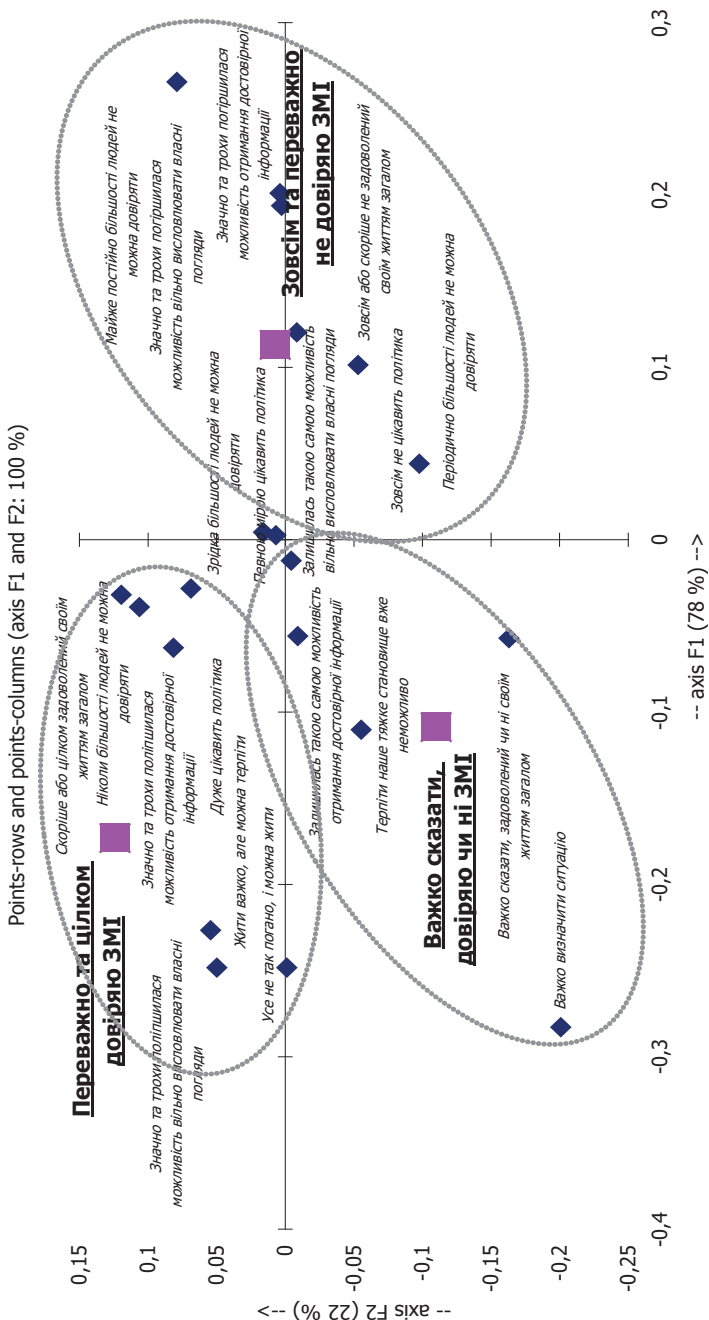 Points-rows and points-columns (axis F1 and F2: 100 %)
Скоріше або цілком задоволений своїм
життям загалом
Ніколи більшості людей не можна
довіряти
Переважно та цілком
довіряю ЗМІ
Значно та трохи поліпшилася
можливість отримання достовірної
інформації
Дуже цікавить політика
Значно та трохи поліпшилася
можливість вільно висловлювати власні
погляди
Жити важко, але можна терпіти
Усе не так погано, і можна жити
Майже постійно більшості людей не
можна довіряти
Значно та трохи погіршилася
можливість вільно висловлювати власні
погляди
Значно та трохи погіршилася
можливість отримання достовірної
інформації
Зовсім та переважно
не довіряю ЗМІ
Зрідка більшості людей не можна
довіряти
Певною мірою цікавить політика
Залишилась такою самою можливість
вільно висловлювати власні погляди
Зовсім або скоріше не задоволений
своїм життям загалом
Зовсім не цікавить політика
Періодично більшості людей не можна
довіряти
Залишилась такою самою можливість
отримання достовірної інформації
Терпіти наше тяжке становище вже
неможливо
Важко сказати,
довіряю чи ні ЗМІ
Важко сказати, задоволений чи ні своїм
життям загалом
Важко визначити ситуацію
0,15
0,1
0,05
0
-0,05
-0,1
-0,15
-0,2
-0,25
-- axis F2 (22 %) -->
-0,4
-0,3
-0,2
-0,1
0
0,1
0,2
0,3
-- axis F1 (78 %) -->